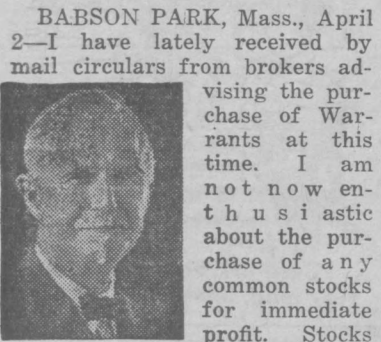 BABSON PARK, Mass., April
2—I have lately received by
mail circulars from brokers ad-
vising the pur-
chase of War-
rants at this
time. I am
not now en-
thusiastic
about the pur-
chase of any
common stocks
for immediate
profit. Stocks